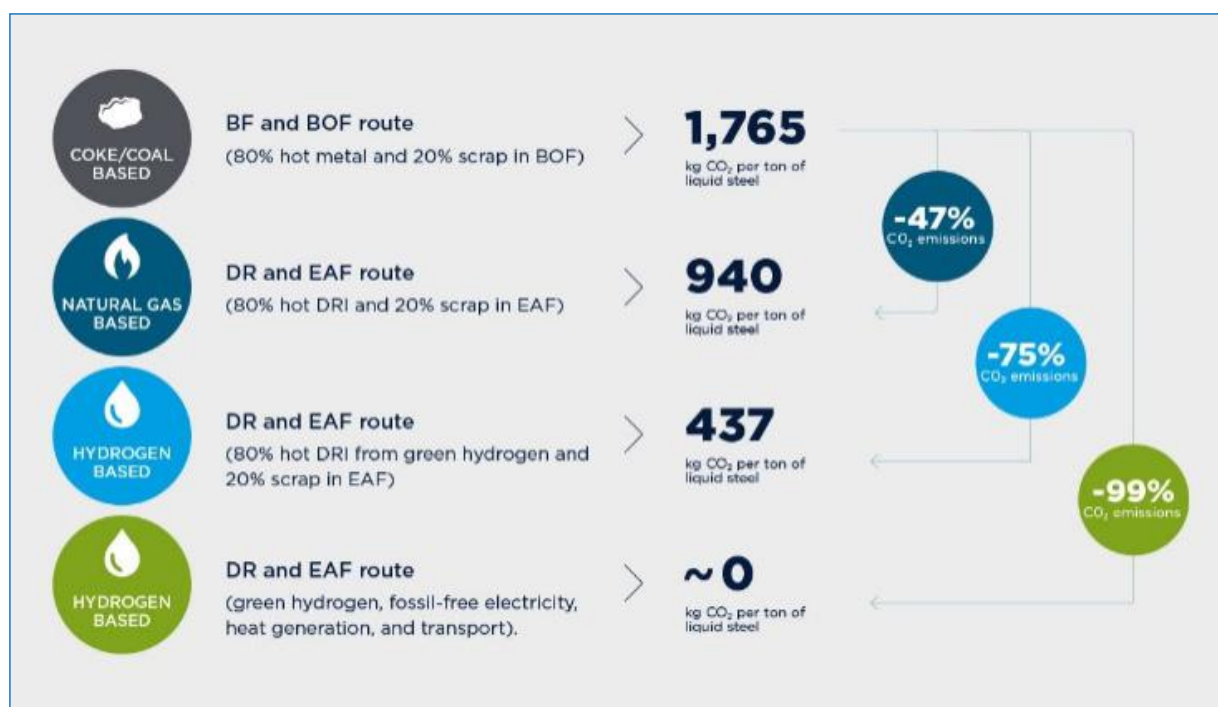 COKE/COAL
BASED
BF and BOF route
(80% hot metal and 20% scrap in BOF)
1,765
kg CO₂ per ton of
liquid steel
-47%
CO₂ emissions
NATURAL GAS
BASED
DR and EAF route
(80% hot DRI and 20% scrap in EAF)
940
kg CO₂ per ton of
liquid steel
-75%
CO₂ emissions
HYDROGEN
BASED
DR and EAF route
(80% hot DRI from green hydrogen and
20% scrap in EAF)
437
kg CO₂ per ton of
liquid steel
-99%
CO₂ emissions
HYDROGEN
BASED
DR and EAF route
(green hydrogen, fossil-free electricity,
heat generation, and transport).
~0
kg CO₂ per ton of
liquid steel